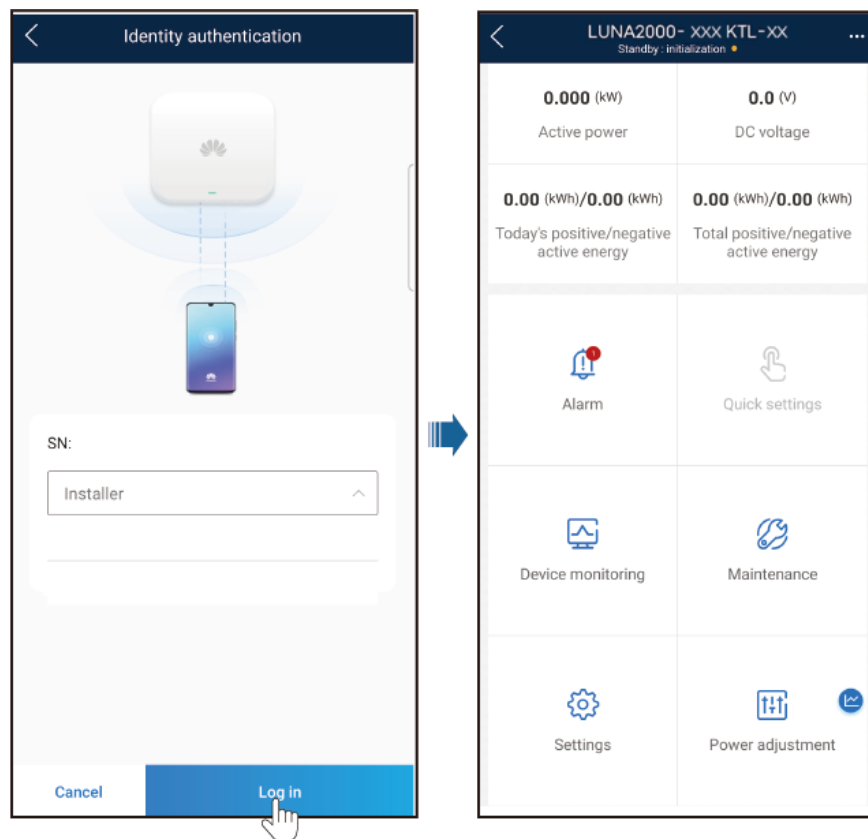 Identity authentication
SN:
Installer
Cancel
Log in
LUNA2000- XXX KTL-XX
...
Standby : initialization
0.000 (kW)
Active power
0.0 (V)
DC voltage
0.00 (kWh)/0.00 (kWh)
Today's positive/negative
active energy
0.00 (kWh)/0.00 (kWh)
Total positive/negative
active energy
1
Alarm
Quick settings
Device monitoring
Maintenance
Settings
Power adjustment